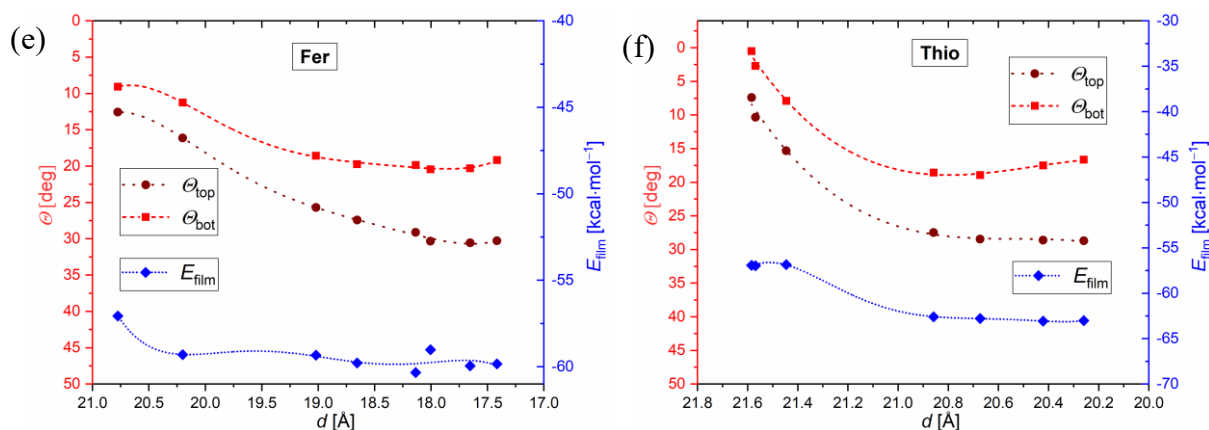 (e)
Fer
Θ [deg]
0
5
10
15
20
25
30
35
40
45
50
Θtop
Θbot
Efilm
-40
-45
-50
-55
-60
Efilm [kcal·mol⁻¹]
21.0 20.5 20.0 19.5 19.0 18.5 18.0 17.5 17.0
d [Å]
(f)
Thio
Θ [deg]
0
5
10
15
20
25
30
35
40
45
50
Θtop
Θbot
Efilm
-30
-35
-40
-45
-50
-55
-60
-65
-70
Efilm [kcal·mol⁻¹]
21.8 21.6 21.4 21.2 21.0 20.8 20.6 20.4 20.2 20.0
d [Å]